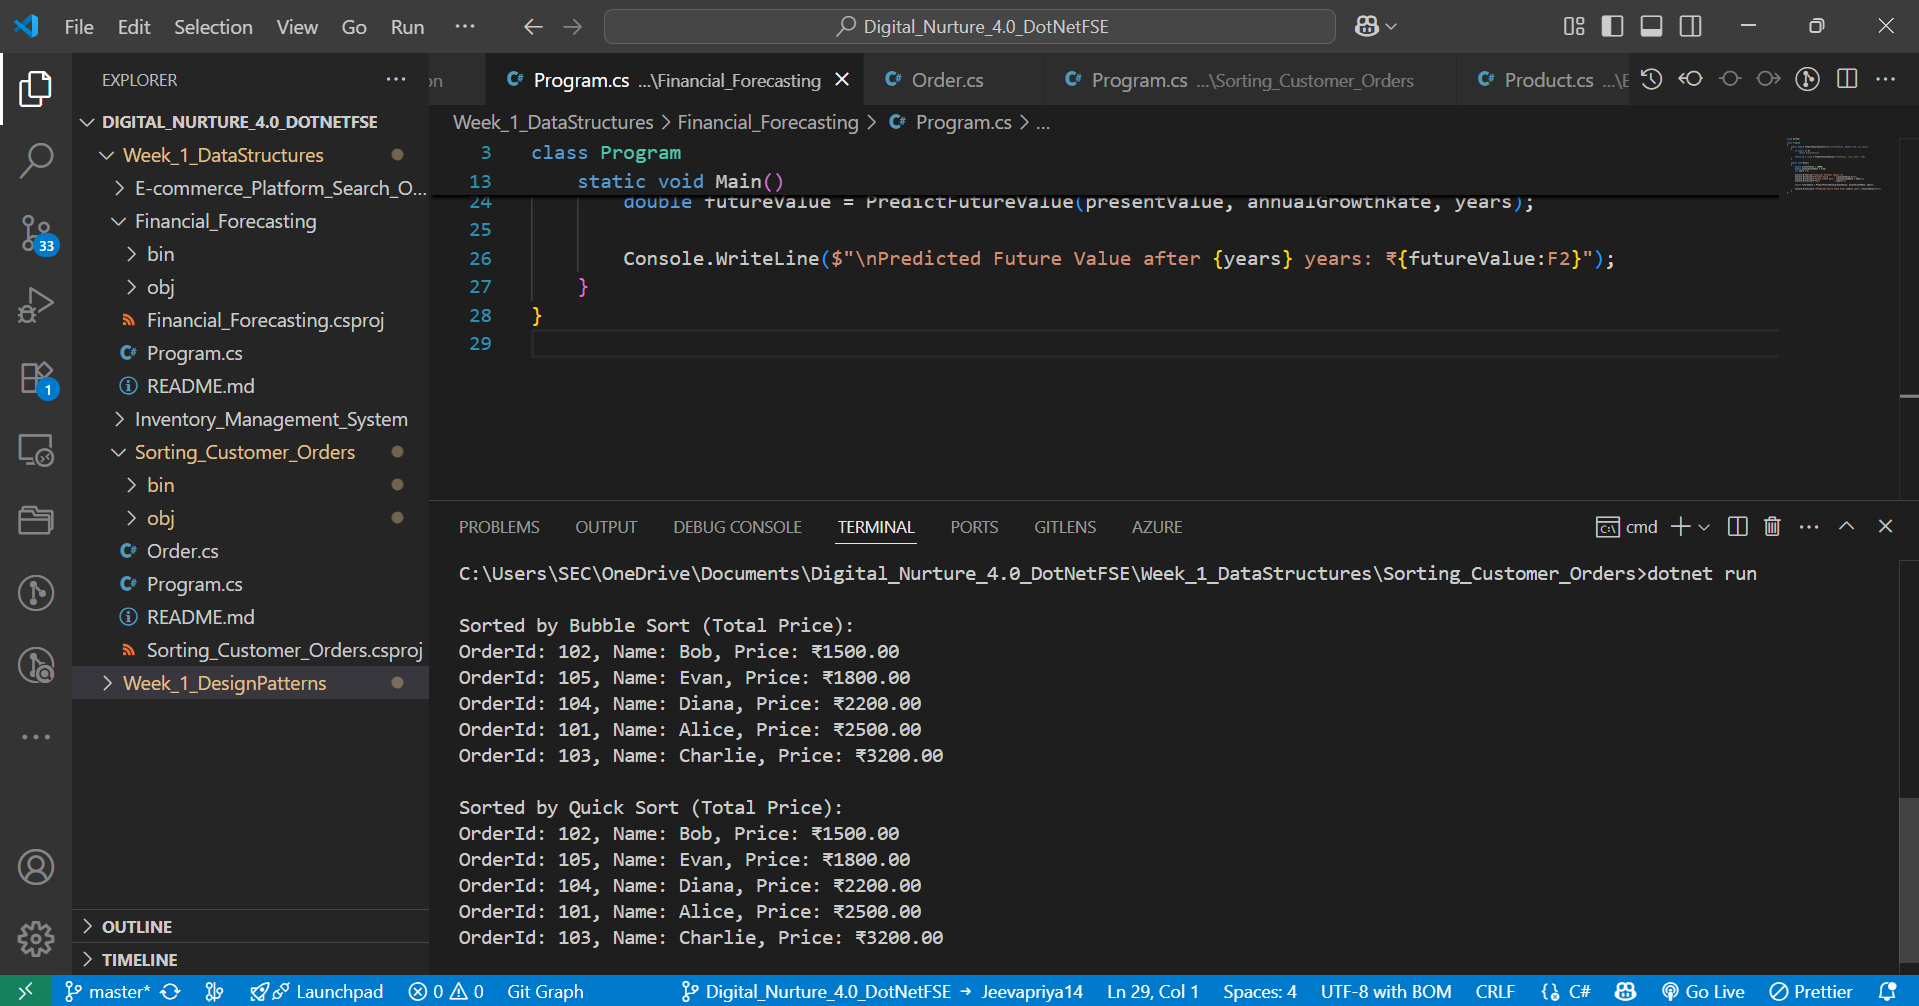 File Edit Selection View Go Run ... Digital_Nurture_4.0_DotNetFSE
EXPLORER ...
on Program.cs ...\Financial_Forecasting Order.cs Program.cs ...\Sorting_Customer_Orders Product.cs ...\E
Week_1_DataStructures > Financial_Forecasting > Program.cs > ...
DIGITAL_NURTURE_4.0_DOTNETFSE
Week_1_DataStructures
E-commerce_Platform_Search_O...
Financial_Forecasting
bin
obj
Financial_Forecasting.csproj
Program.cs
README.md
Inventory_Management_System
Sorting_Customer_Orders
bin
obj
Order.cs
Program.cs
README.md
Sorting_Customer_Orders.csproj
Week_1_DesignPatterns
OUTLINE
TIMELINE
33
1
3 class Program
13 static void Main()
24 double futureValue = PredictFutureValue(presentValue, annualGrowthRate, years);
25
26 Console.WriteLine($"\nPredicted Future Value after {years} years: ₹{futureValue:F2}");
27 }
28 }
29
PROBLEMS OUTPUT DEBUG CONSOLE TERMINAL PORTS GITLENS AZURE cmd
C:\Users\SEC\OneDrive\Documents\Digital_Nurture_4.0_DotNetFSE\Week_1_DataStructures\Sorting_Customer_Orders>dotnet run
Sorted by Bubble Sort (Total Price):
OrderId: 102, Name: Bob, Price: ₹1500.00
OrderId: 105, Name: Evan, Price: ₹1800.00
OrderId: 104, Name: Diana, Price: ₹2200.00
OrderId: 101, Name: Alice, Price: ₹2500.00
OrderId: 103, Name: Charlie, Price: ₹3200.00
Sorted by Quick Sort (Total Price):
OrderId: 102, Name: Bob, Price: ₹1500.00
OrderId: 105, Name: Evan, Price: ₹1800.00
OrderId: 104, Name: Diana, Price: ₹2200.00
OrderId: 101, Name: Alice, Price: ₹2500.00
OrderId: 103, Name: Charlie, Price: ₹3200.00
master* Launchpad 0 0 Git Graph Digital_Nurture_4.0_DotNetFSE → Jeevapriya14 Ln 29, Col 1 Spaces: 4 UTF-8 with BOM CRLF {} C# Go Live Prettier